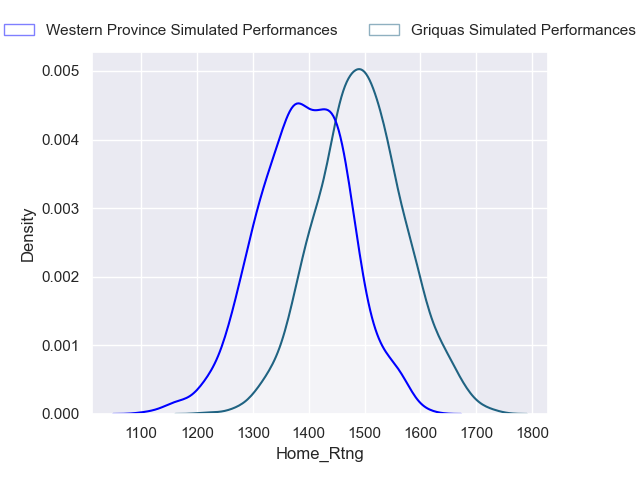 Western Province Simulated Performances
Griquas Simulated Performances
0.005
0.004
0.003
0.002
0.001
0.000
Density
1100 1200 1300 1400 1500 1600 1700 1800
Home_Rtng